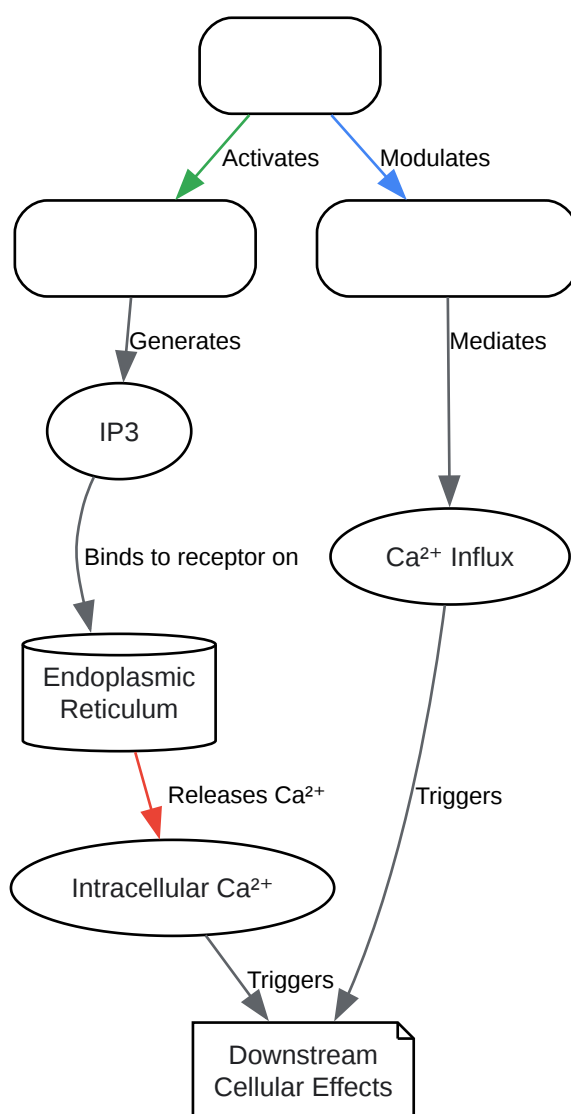 Activates
Modulates
Generates
Mediates
IP3
Binds to receptor on
Ca²⁺ Influx
Endoplasmic
Reticulum
Releases Ca²⁺
Triggers
Intracellular Ca²⁺
Triggers
Downstream
Cellular Effects